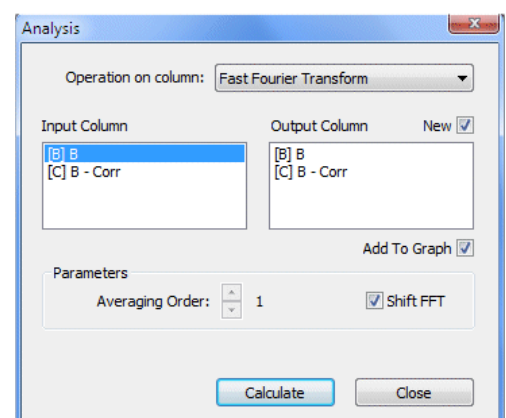 Analysis
Operation on column: Fast Fourier Transform
Input Column Output Column New
[B] B [B] B
[C] B - Corr [C] B - Corr
Add To Graph
Parameters
Averaging Order: 1 Shift FFT
Calculate Close